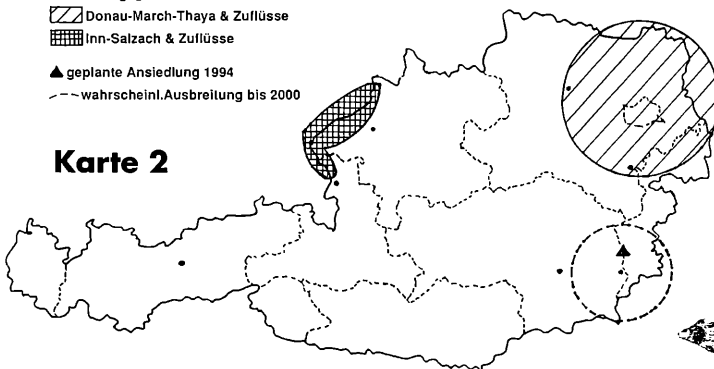 Donau-March-Thaya & Zuflüsse
Inn-Salzach & Zuflüsse
geplante Ansiedlung 1994
wahrscheinl.Ausbreitung bis 2000
Karte 2